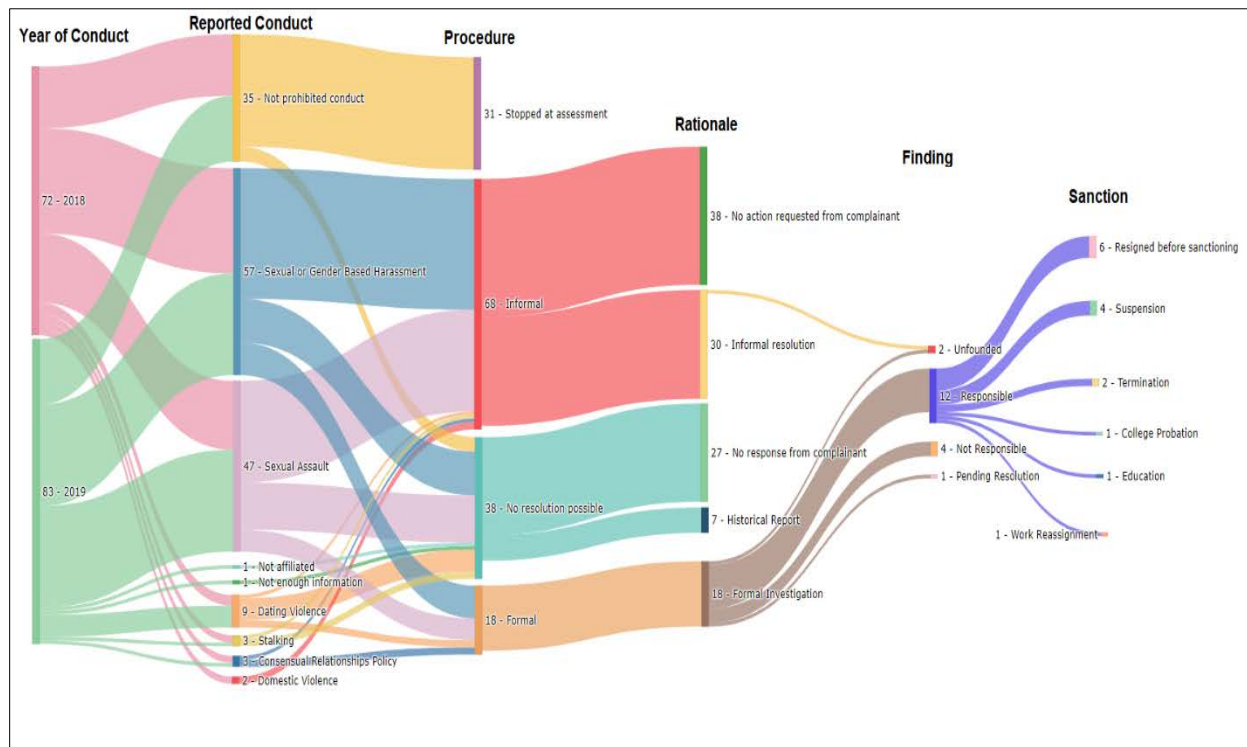 Year of Conduct
72 - 2018
83 - 2019
Reported Conduct
35 - Not prohibited conduct
57 - Sexual or Gender Based Harassment
47 - Sexual Assault
1 - Not affiliated
1 - Not enough information
9 - Dating Violence
3 - Stalking
3 - Consensual Relationships Policy
2 - Domestic Violence
Procedure
31 - Stopped at assessment
68 - Informal
38 - No resolution possible
18 - Formal
Rationale
38 - No action requested from complainant
30 - Informal resolution
27 - No response from complainant
7 - Historical Report
18 - Formal Investigation
Finding
2 - Unfounded
12 - Responsible
4 - Not Responsible
1 - Pending Resolution
Sanction
6 - Resigned before sanctioning
4 - Suspension
2 - Termination
1 - College Probation
1 - Education
1 - Work Reassignment